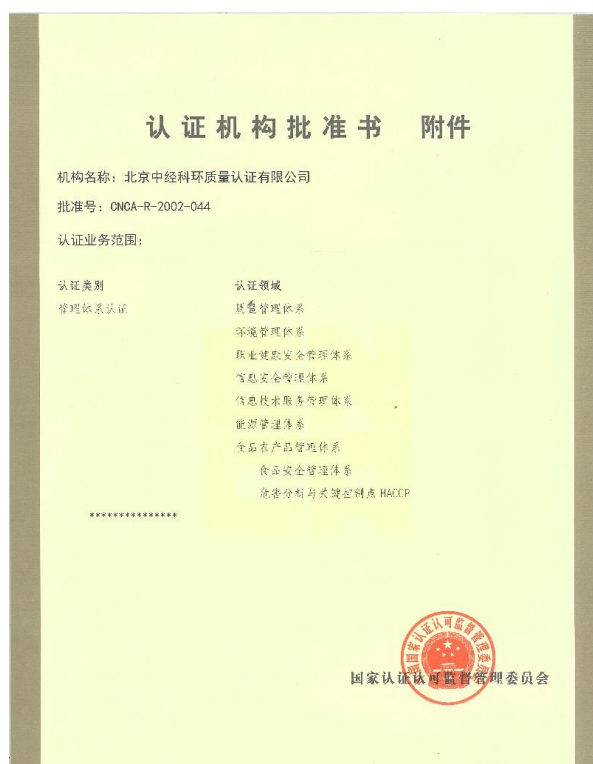 认证机构批准书 附件
机构名称：北京中经科环质量认证有限公司
批准号：CNCA-R-2002-044
认证业务范围：
认证类别 认证领域
管理体系认证 质量管理体系
环境管理体系
职业健康安全管理体系
信息安全管理体系
信息技术服务管理体系
能源管理体系
食品农产品管理体系
食品安全管理体系
危害分析与关键控制点 HACCP
***************
国家认证认可监督管理委员会